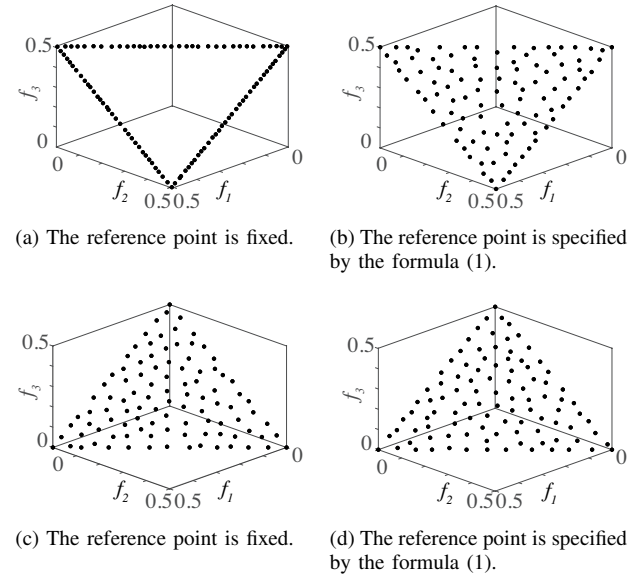 0.5
f3
0
0
f2
0.5 0.5
f1
0
0.5
f3
0
0
f2
0.5 0.5
f1
0
(a) The reference point is fixed.
(b) The reference point is specified
by the formula (1).
0.5
f3
0
0
f2
0.5 0.5
f1
0
0.5
f3
0
0
f2
0.5 0.5
f1
0
(c) The reference point is fixed.
(d) The reference point is specified
by the formula (1).